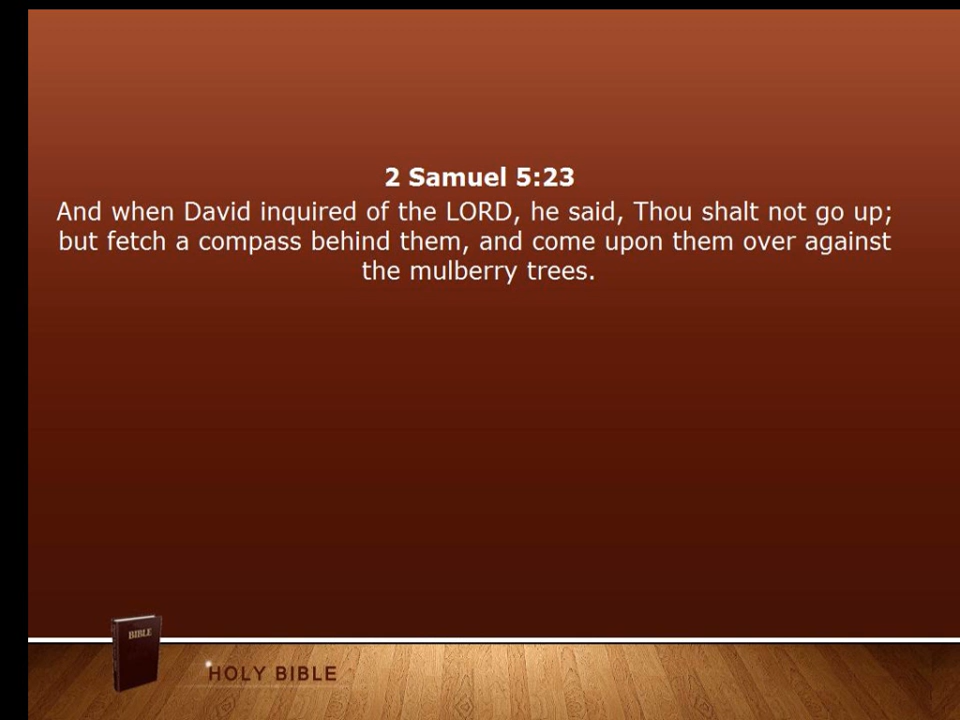 2 Samuel 5:23
And when David inquired of the LORD, he said, Thou shalt not go up;
but fetch a compass behind them, and come upon them over against
the mulberry trees.
BIBLE
HOLY BIBLE